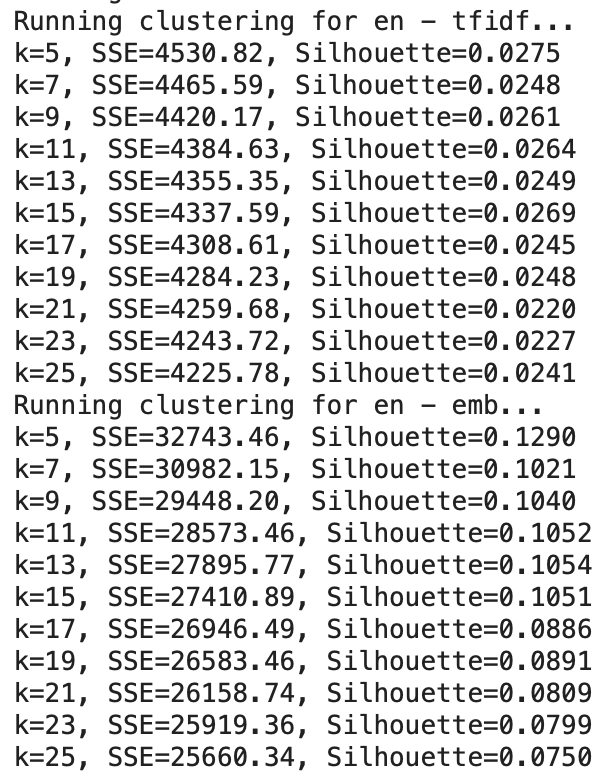 Running clustering for en – tfidf...
k=5, SSE=4530.82, Silhouette=0.0275
k=7, SSE=4465.59, Silhouette=0.0248
k=9, SSE=4420.17, Silhouette=0.0261
k=11, SSE=4384.63, Silhouette=0.0264
k=13, SSE=4355.35, Silhouette=0.0249
k=15, SSE=4337.59, Silhouette=0.0269
k=17, SSE=4308.61, Silhouette=0.0245
k=19, SSE=4284.23, Silhouette=0.0248
k=21, SSE=4259.68, Silhouette=0.0220
k=23, SSE=4243.72, Silhouette=0.0227
k=25, SSE=4225.78, Silhouette=0.0241
Running clustering for en – emb...
k=5, SSE=32743.46, Silhouette=0.1290
k=7, SSE=30982.15, Silhouette=0.1021
k=9, SSE=29448.20, Silhouette=0.1040
k=11, SSE=28573.46, Silhouette=0.1052
k=13, SSE=27895.77, Silhouette=0.1054
k=15, SSE=27410.89, Silhouette=0.1051
k=17, SSE=26946.49, Silhouette=0.0886
k=19, SSE=26583.46, Silhouette=0.0891
k=21, SSE=26158.74, Silhouette=0.0809
k=23, SSE=25919.36, Silhouette=0.0799
k=25, SSE=25660.34, Silhouette=0.0750